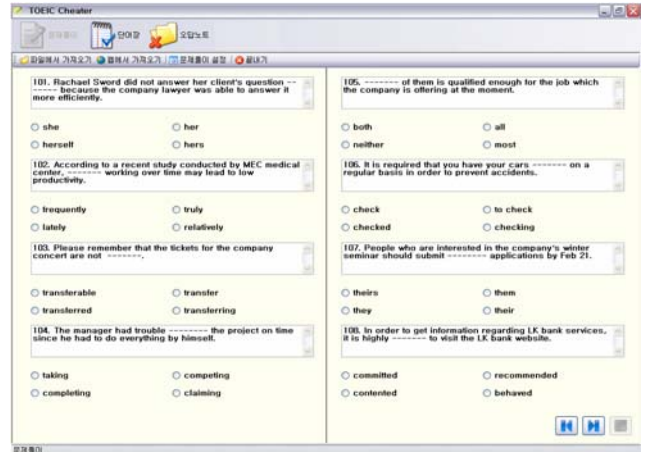 TOEIC Cheater
문제풀이 단어장 오답노트
파일에서 가져오기 웹에서 가져오기 문제풀이 설정 끝내기
101. Rachael Sword did not answer her client's question --
----- because the company lawyer was able to answer it
more efficiently.
she her
herself hers
102. According to a recent study conducted by MEC medical
center, ------- working over time may lead to low
productivity.
frequently truly
lately relatively
103. Please remember that the tickets for the company
concert are not -------.
transferable transfer
transferred transferring
104. The manager had trouble -------- the project on time
since he had to do everything by himself.
taking competing
completing claiming
105. ------- of them is qualified enough for the job which
the company is offering at the moment.
both all
neither most
106. It is required that you have your cars ------- on a
regular basis in order to prevent accidents.
check to check
checked checking
107. People who are interested in the company's winter
seminar should submit -------- applications by Feb 21.
theirs them
they their
108. In order to get information regarding LK bank services,
it is highly ------- to visit the LK bank website.
committed recommended
contented behaved
문제풀이